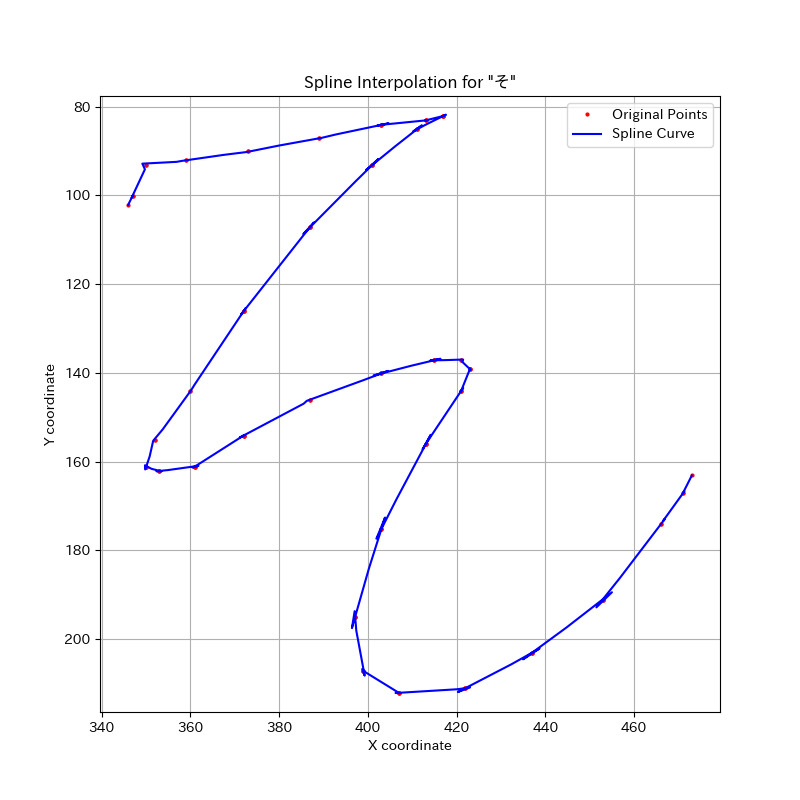 Spline Interpolation for "そ"
Original Points
Spline Curve
80
100
120
140
160
180
200
Y coordinate
340 360 380 400 420 440 460
X coordinate